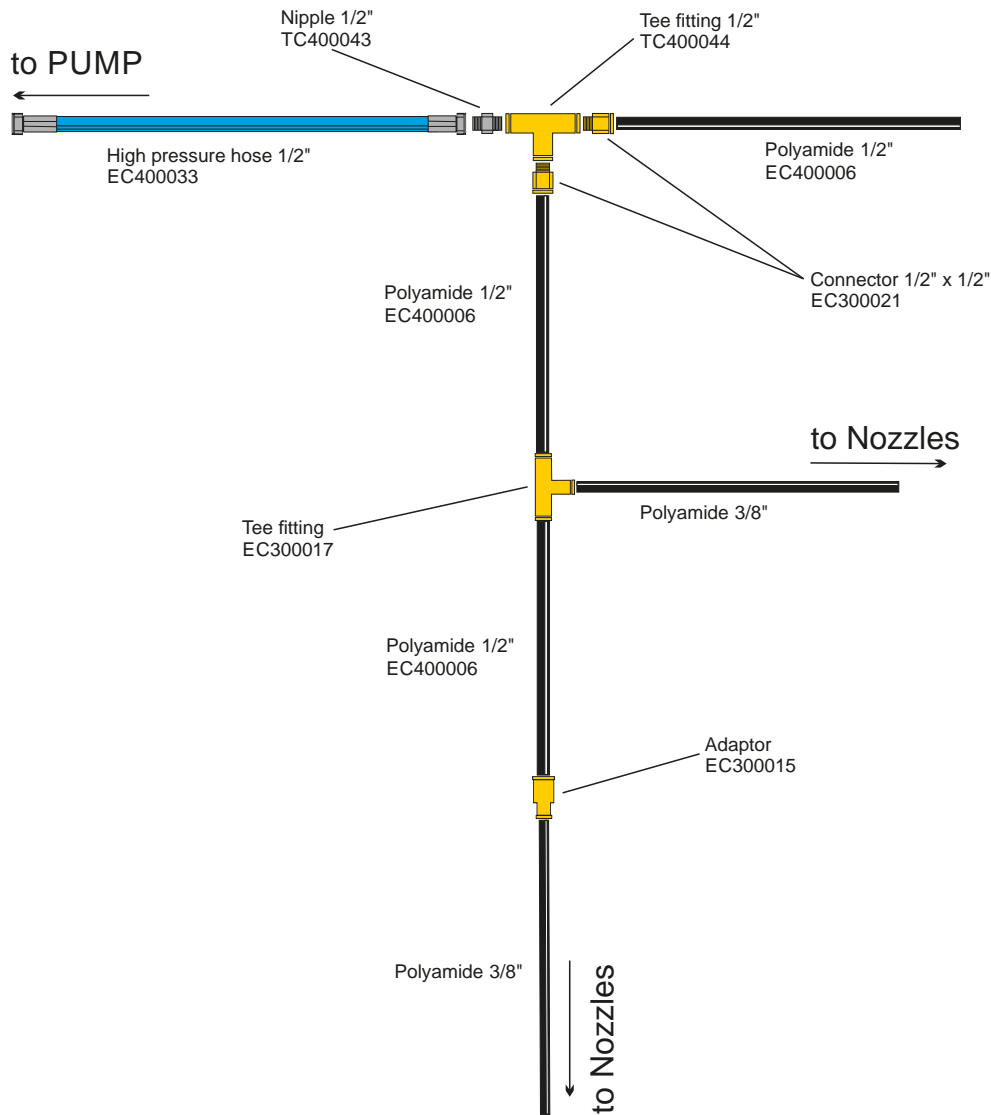 Nipple 1/2"
TC400043
Tee fitting 1/2"
TC400044
to PUMP
High pressure hose 1/2"
EC400033
Polyamide 1/2"
EC400006
Connector 1/2" x 1/2"
EC300021
Polyamide 1/2"
EC400006
to Nozzles
Polyamide 3/8"
Tee fitting
EC300017
Polyamide 1/2"
EC400006
Adaptor
EC300015
Polyamide 3/8"
to Nozzles